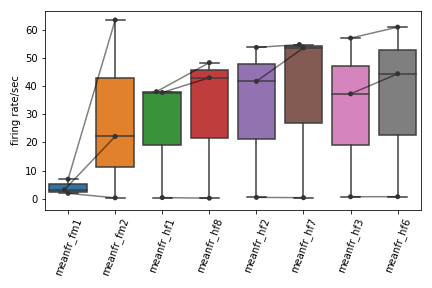 firing rate/sec
60
50
40
30
20
10
0
meanfr_fm1
meanfr_fm2
meanfr_hf1
meanfr_hf8
meanfr_hf2
meanfr_hf7
meanfr_hf3
meanfr_hf6